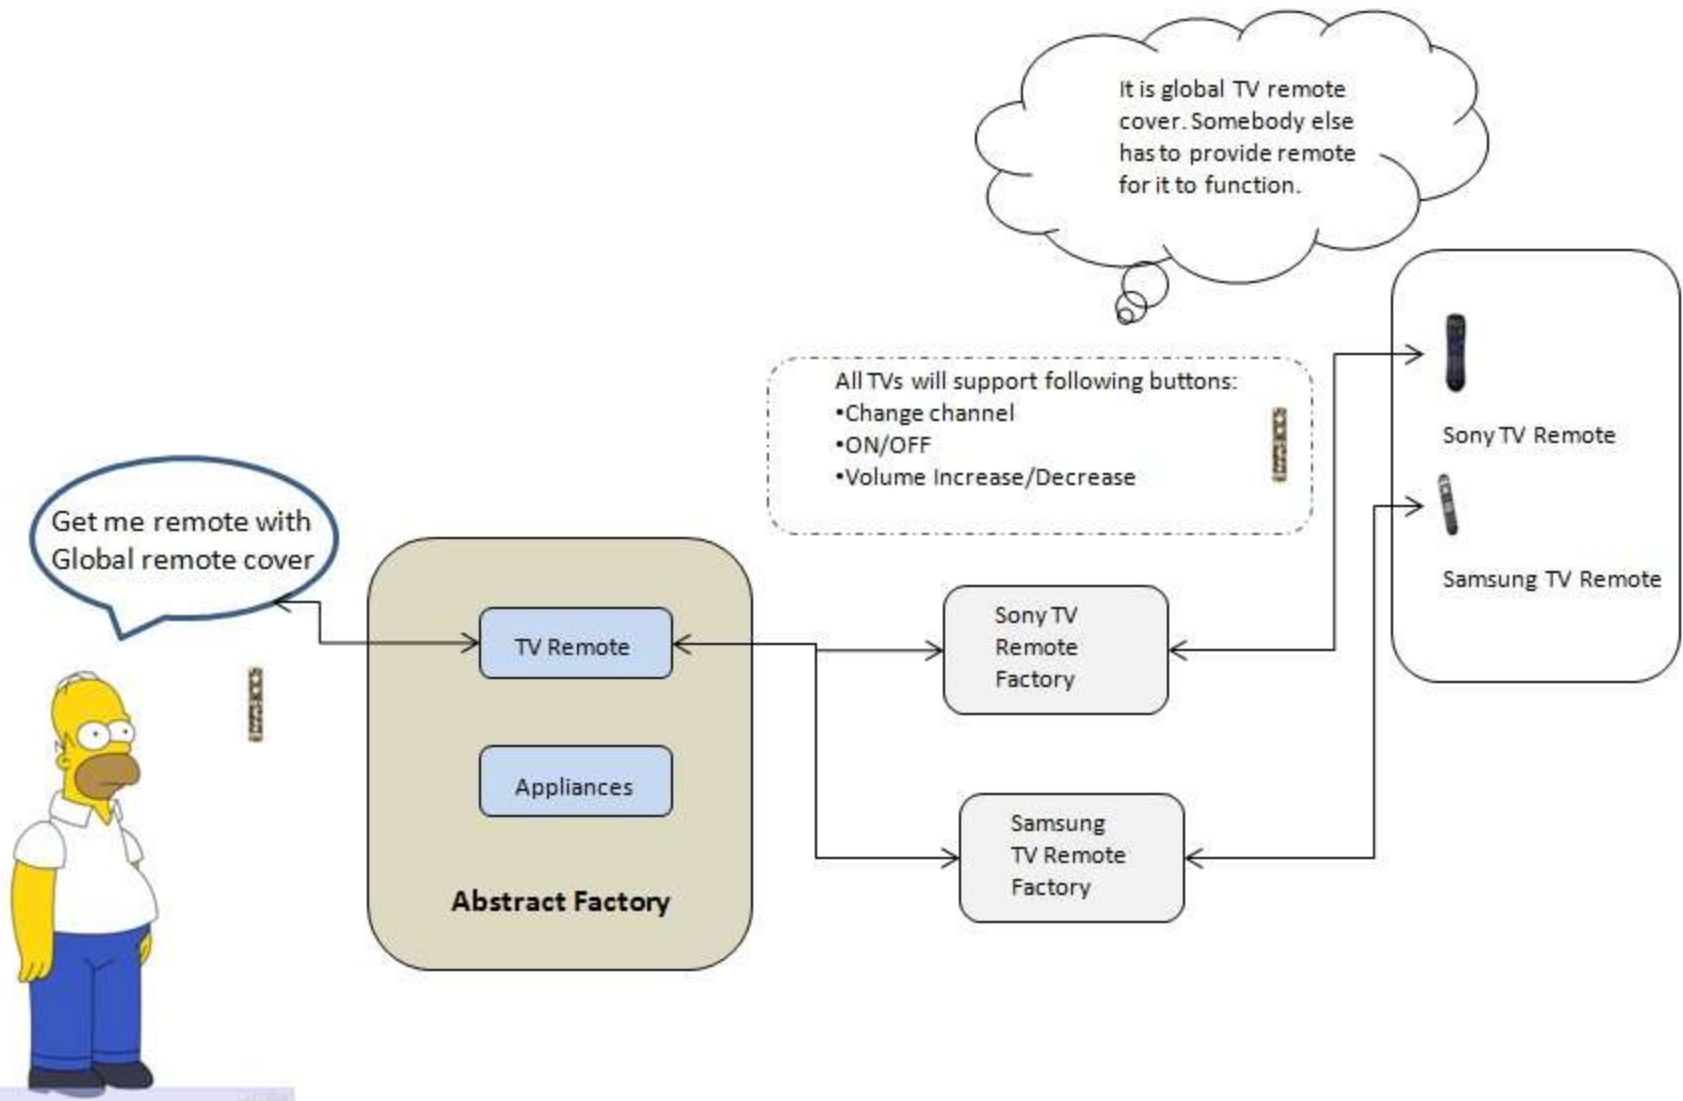 It is global TV remote
cover. Somebody else
has to provide remote
for it to function.
All TVs will support following buttons:
•Change channel
•ON/OFF
•Volume Increase/Decrease
Sony TV Remote
Samsung TV Remote
Get me remote with
Global remote cover
TV Remote
Appliances
Abstract Factory
Sony TV
Remote
Factory
Samsung
TV Remote
Factory